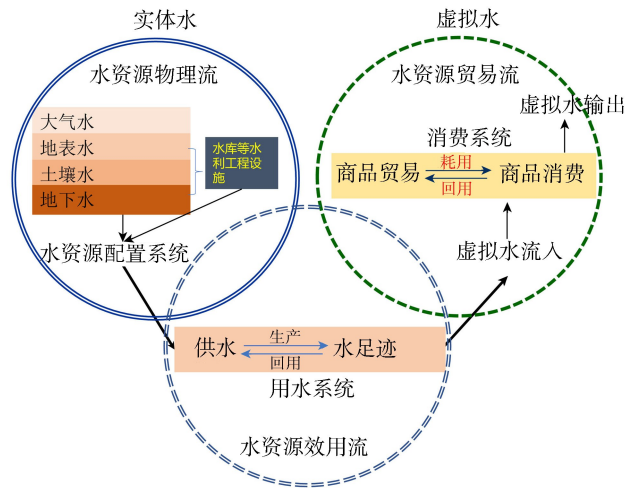 实体水
虚拟水
水资源物理流
大气水
地表水
土壤水
地下水
水库等水
利工程设
施
水资源配置系统
水资源贸易流
虚拟水输出
消费系统
商品贸易
耗用
回用
商品消费
虚拟水流入
供水
生产
回用
水足迹
用水系统
水资源效用流